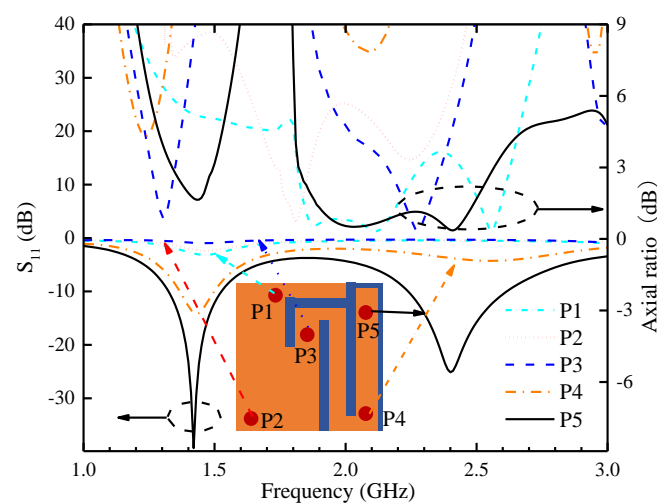 40
30
20
10
0
-10
-20
-30
S11 (dB)
9
6
3
0
-3
-6
Axial ratio (dB)
P1
P2
P3
P4
P5
P1
P2
P3
P4
P5
1.0 1.5 2.0 2.5 3.0
Frequency (GHz)